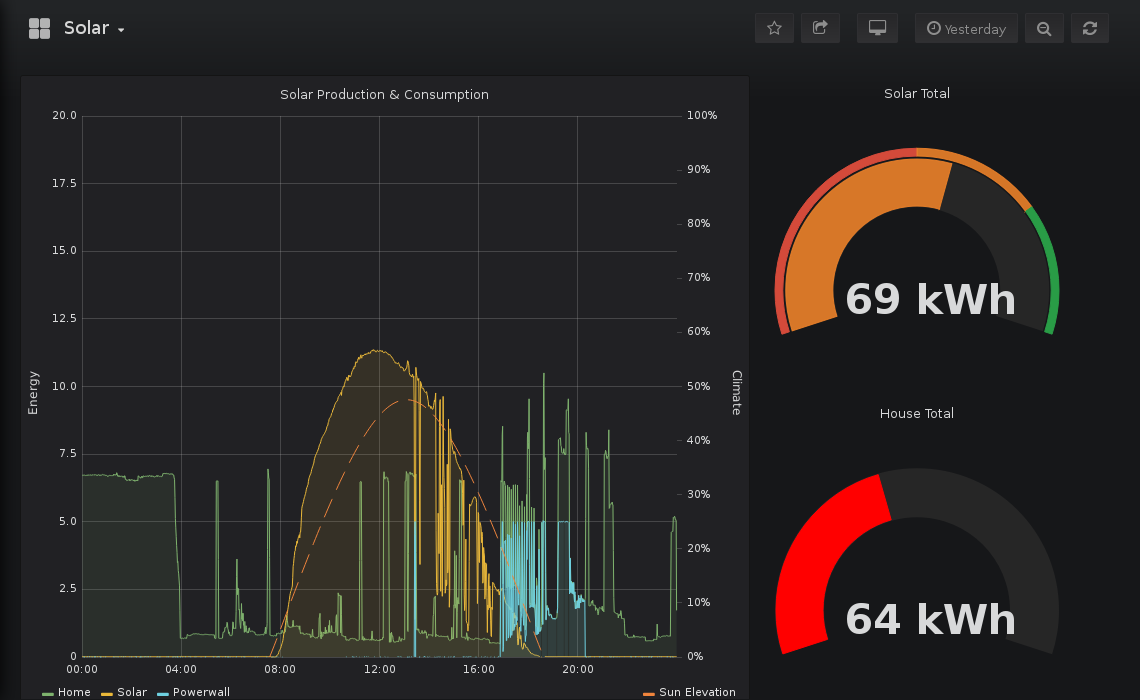 Solar
Yesterday
Solar Production & Consumption
20.0
17.5
15.0
12.5
10.0
7.5
5.0
2.5
0
Energy
100%
90%
80%
70%
60%
50%
40%
30%
20%
10%
0%
Climate
00:00 04:00 08:00 12:00 16:00 20:00
Home Solar Powerwall Sun Elevation
Solar Total
69 kWh
House Total
64 kWh